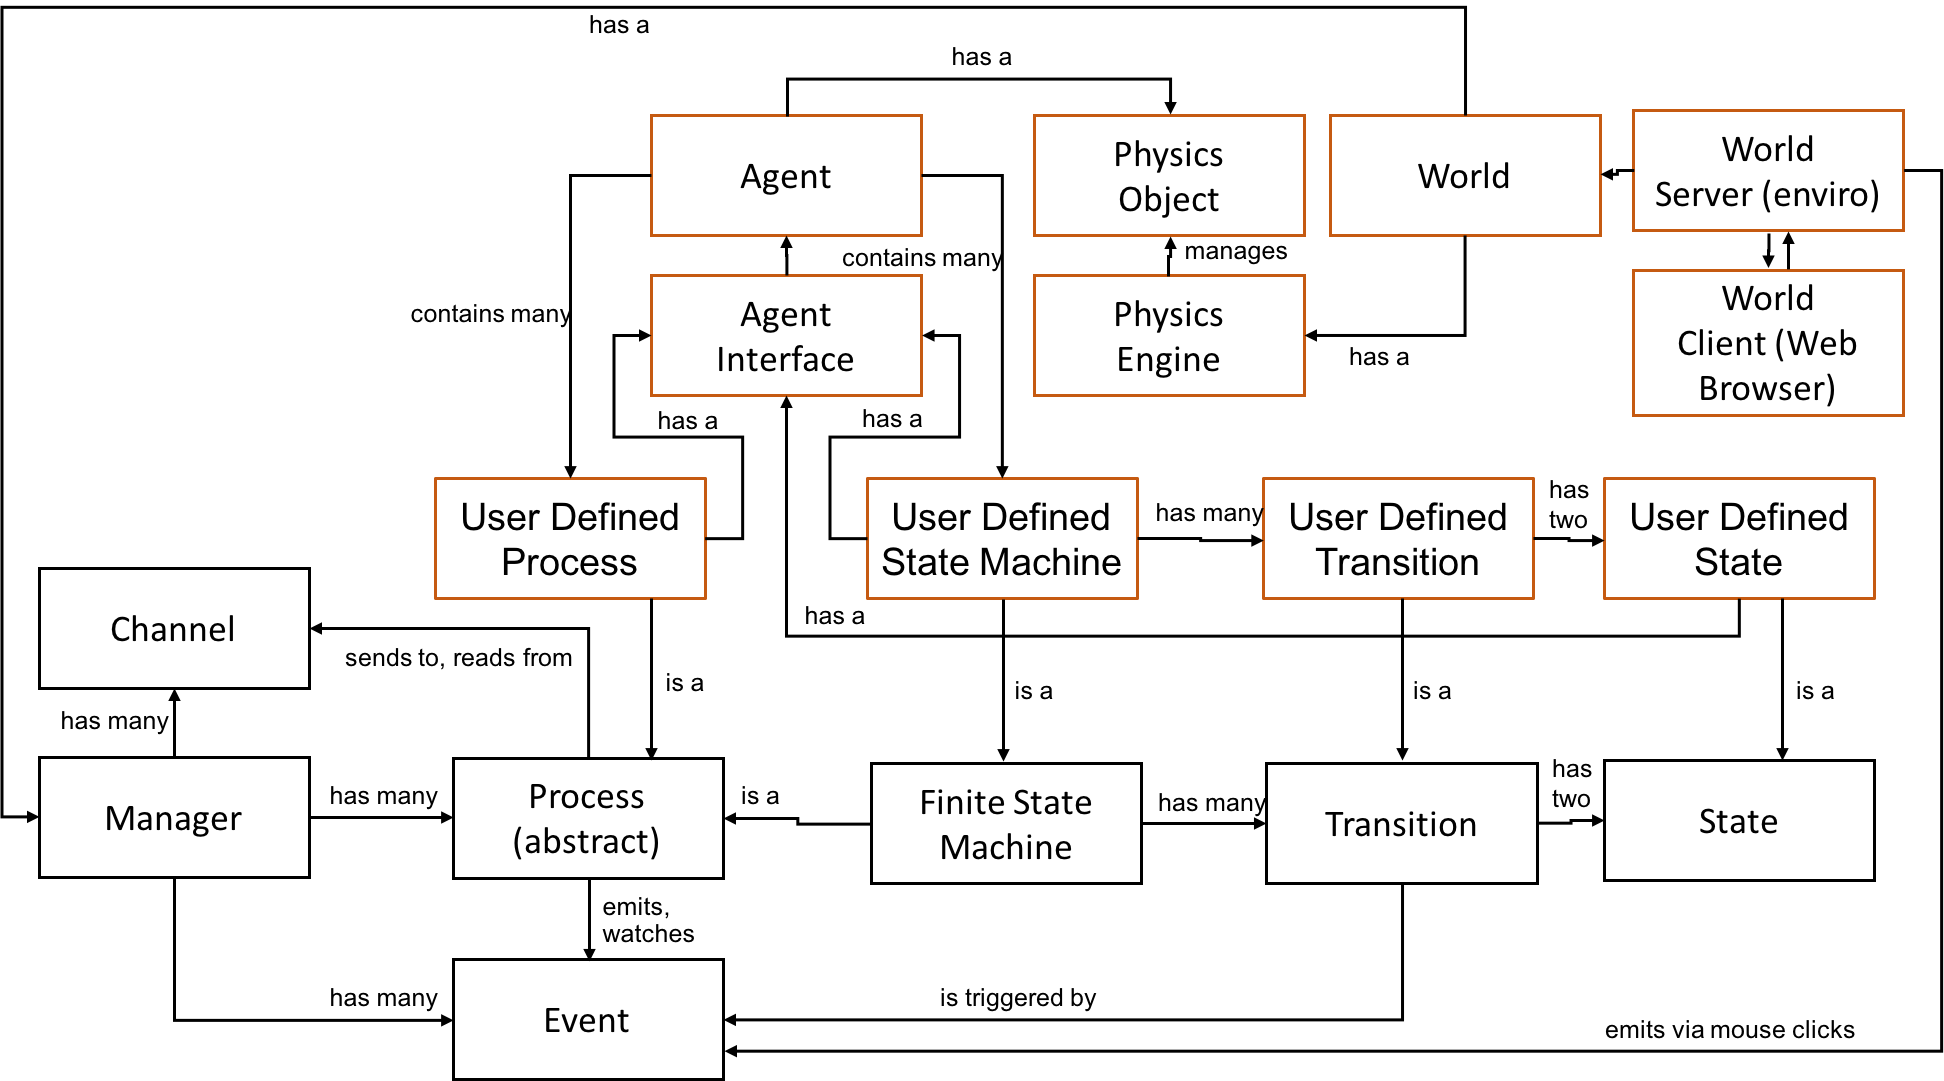 has a
has a
Agent
Physics
Object
World
World
Server (enviro)
contains many
manages
contains many
Agent
Interface
Physics
Engine
has a
World
Client (Web
Browser)
has a
has a
User Defined
Process
User Defined
State Machine
has many
User Defined
Transition
has
two
User Defined
State
Channel
has a
sends to, reads from
is a
is a
is a
is a
has many
Manager
has many
Process
(abstract)
is a
Finite State
Machine
has many
Transition
has
two
State
emits,
watches
has many
Event
is triggered by
emits via mouse clicks